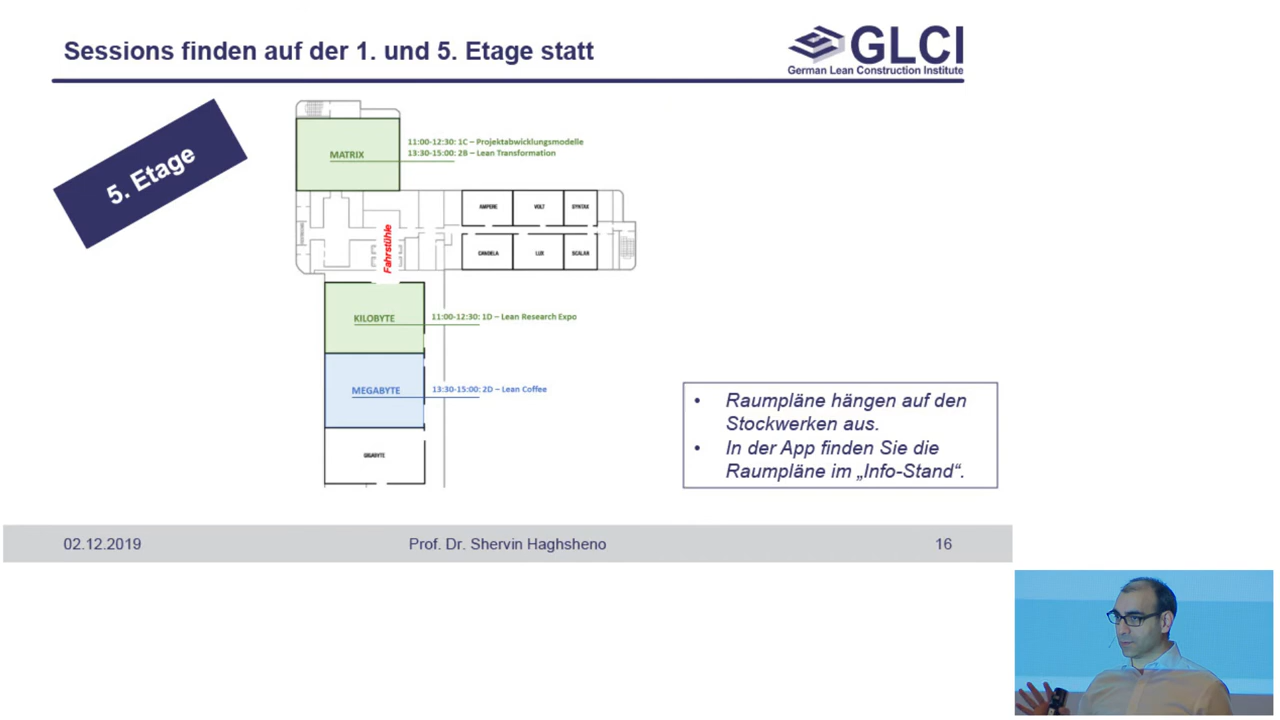 Sessions finden auf der 1. und 5. Etage statt
GLCI
German Lean Construction Institute
5. Etage
MATRIX
11:00-12:30: 1C – Projektabwicklungsmodelle
13:30-15:00: 2B – Lean Transformation
AMPERE
VOLT
SYNTAX
Fahrstühle
CANDELA
LUX
SCALAR
KILOBYTE
11:00-12:30: 1D – Lean Research Expo
MEGABYTE
13:30-15:00: 2D – Lean Coffee
GIGABYTE
• Raumpläne hängen auf den
Stockwerken aus.
• In der App finden Sie die
Raumpläne im „Info-Stand“.
02.12.2019
Prof. Dr. Shervin Haghsheno
16